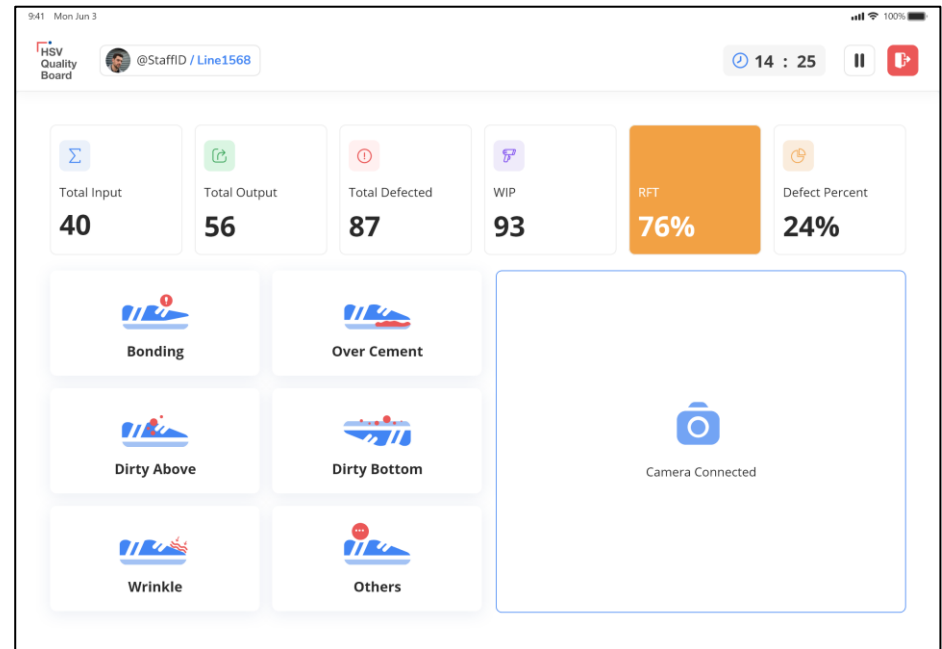 9:41 Mon Jun 3
100%
HSV
Quality
Board
@StaffID / Line1568
14 : 25
Total Input
40
Total Output
56
Total Defected
87
WIP
93
RFT
76%
Defect Percent
24%
Bonding
Over Cement
Dirty Above
Dirty Bottom
Wrinkle
Others
Camera Connected